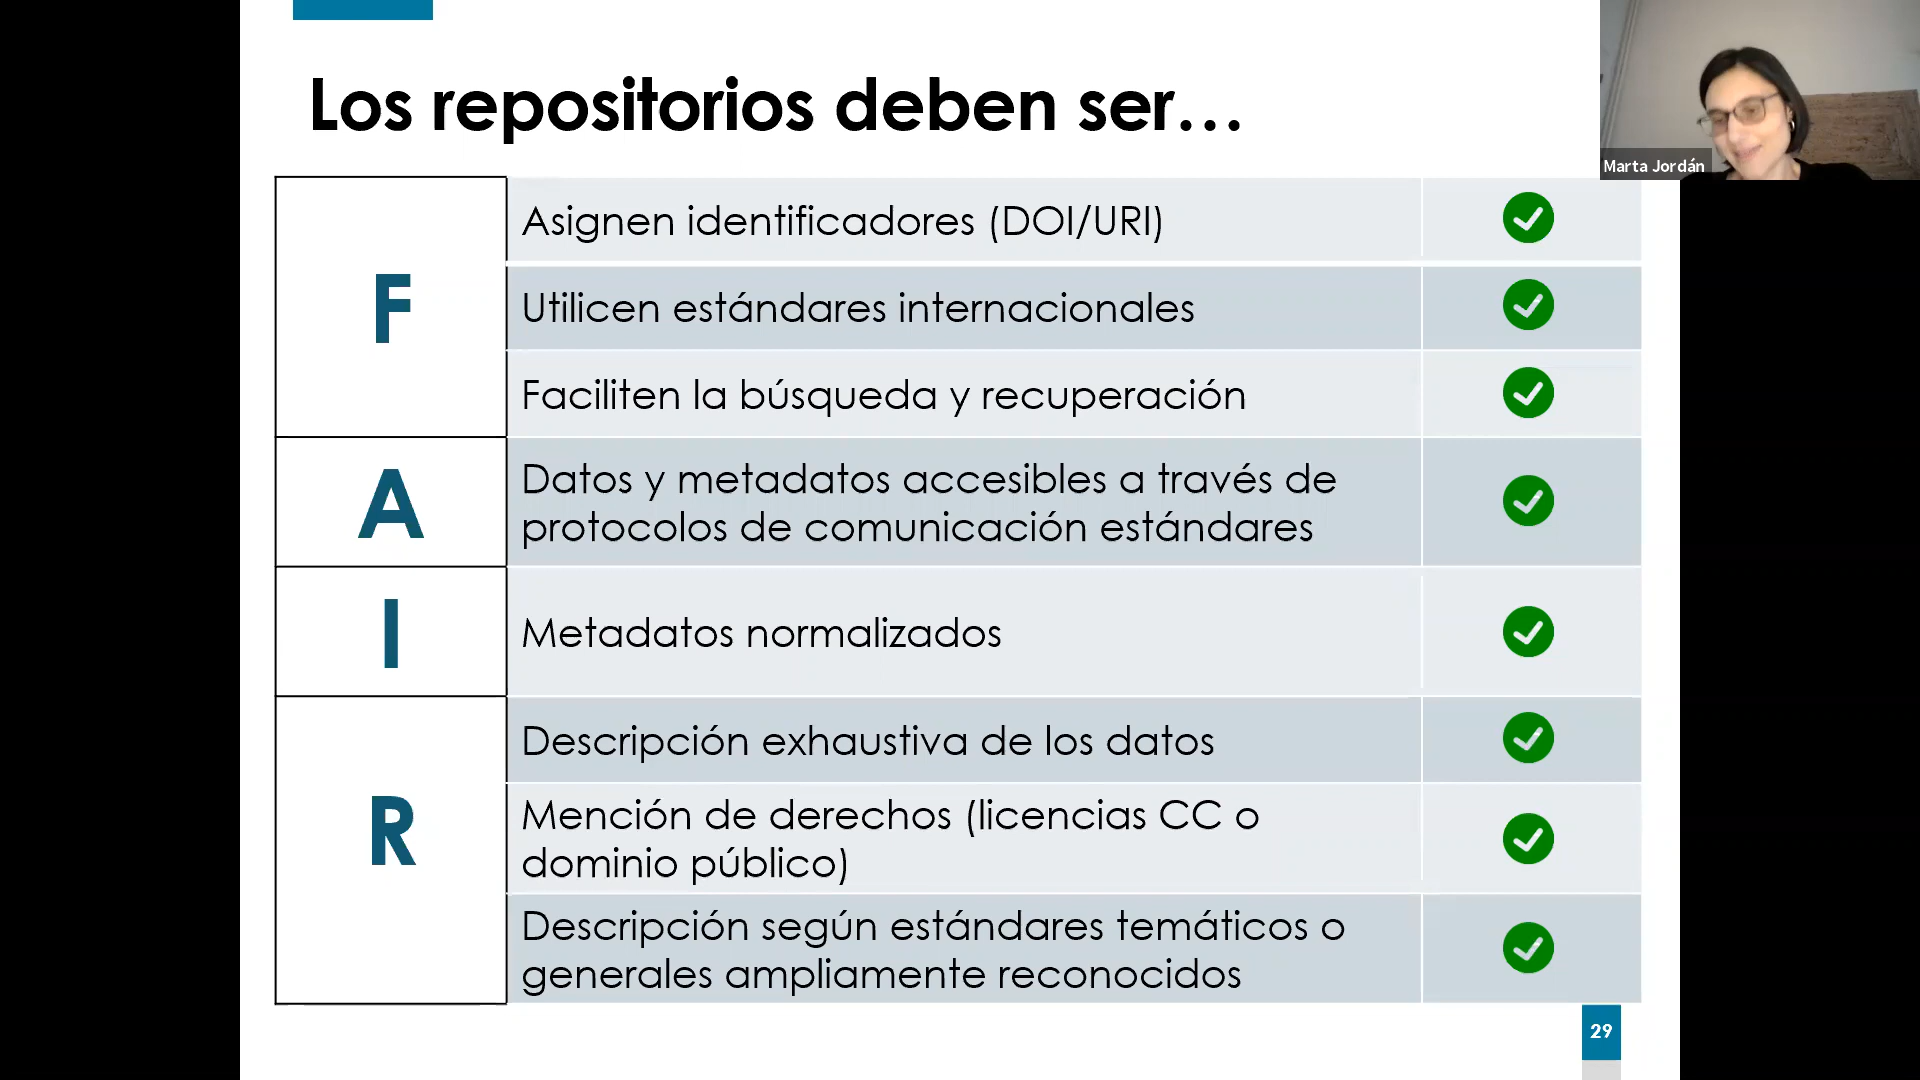 Los repositorios deben ser...
Marta Jordán
F
Asignen identificadores (DOI/URI)
Utilicen estándares internacionales
Faciliten la búsqueda y recuperación
A
Datos y metadatos accesibles a través de
protocolos de comunicación estándares
I
Metadatos normalizados
R
Descripción exhaustiva de los datos
Mención de derechos (licencias CC o
dominio público)
Descripción según estándares temáticos o
generales ampliamente reconocidos
29